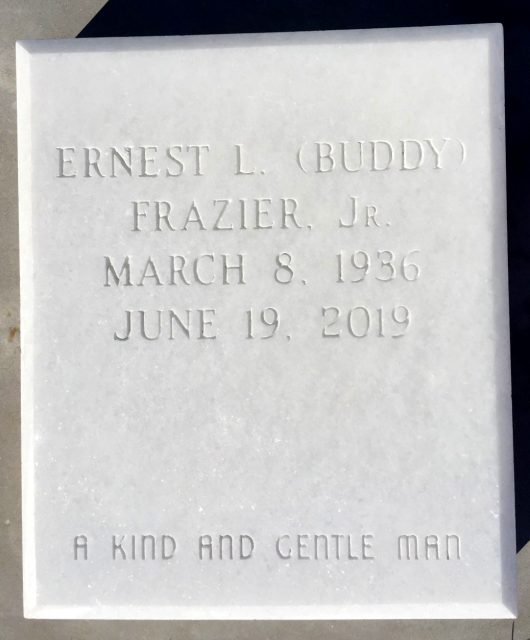 ERNEST L. (BUDDY)
FRAZIER, JR.
MARCH 8, 1936
JUNE 19, 2019
A KIND AND GENTLE MAN